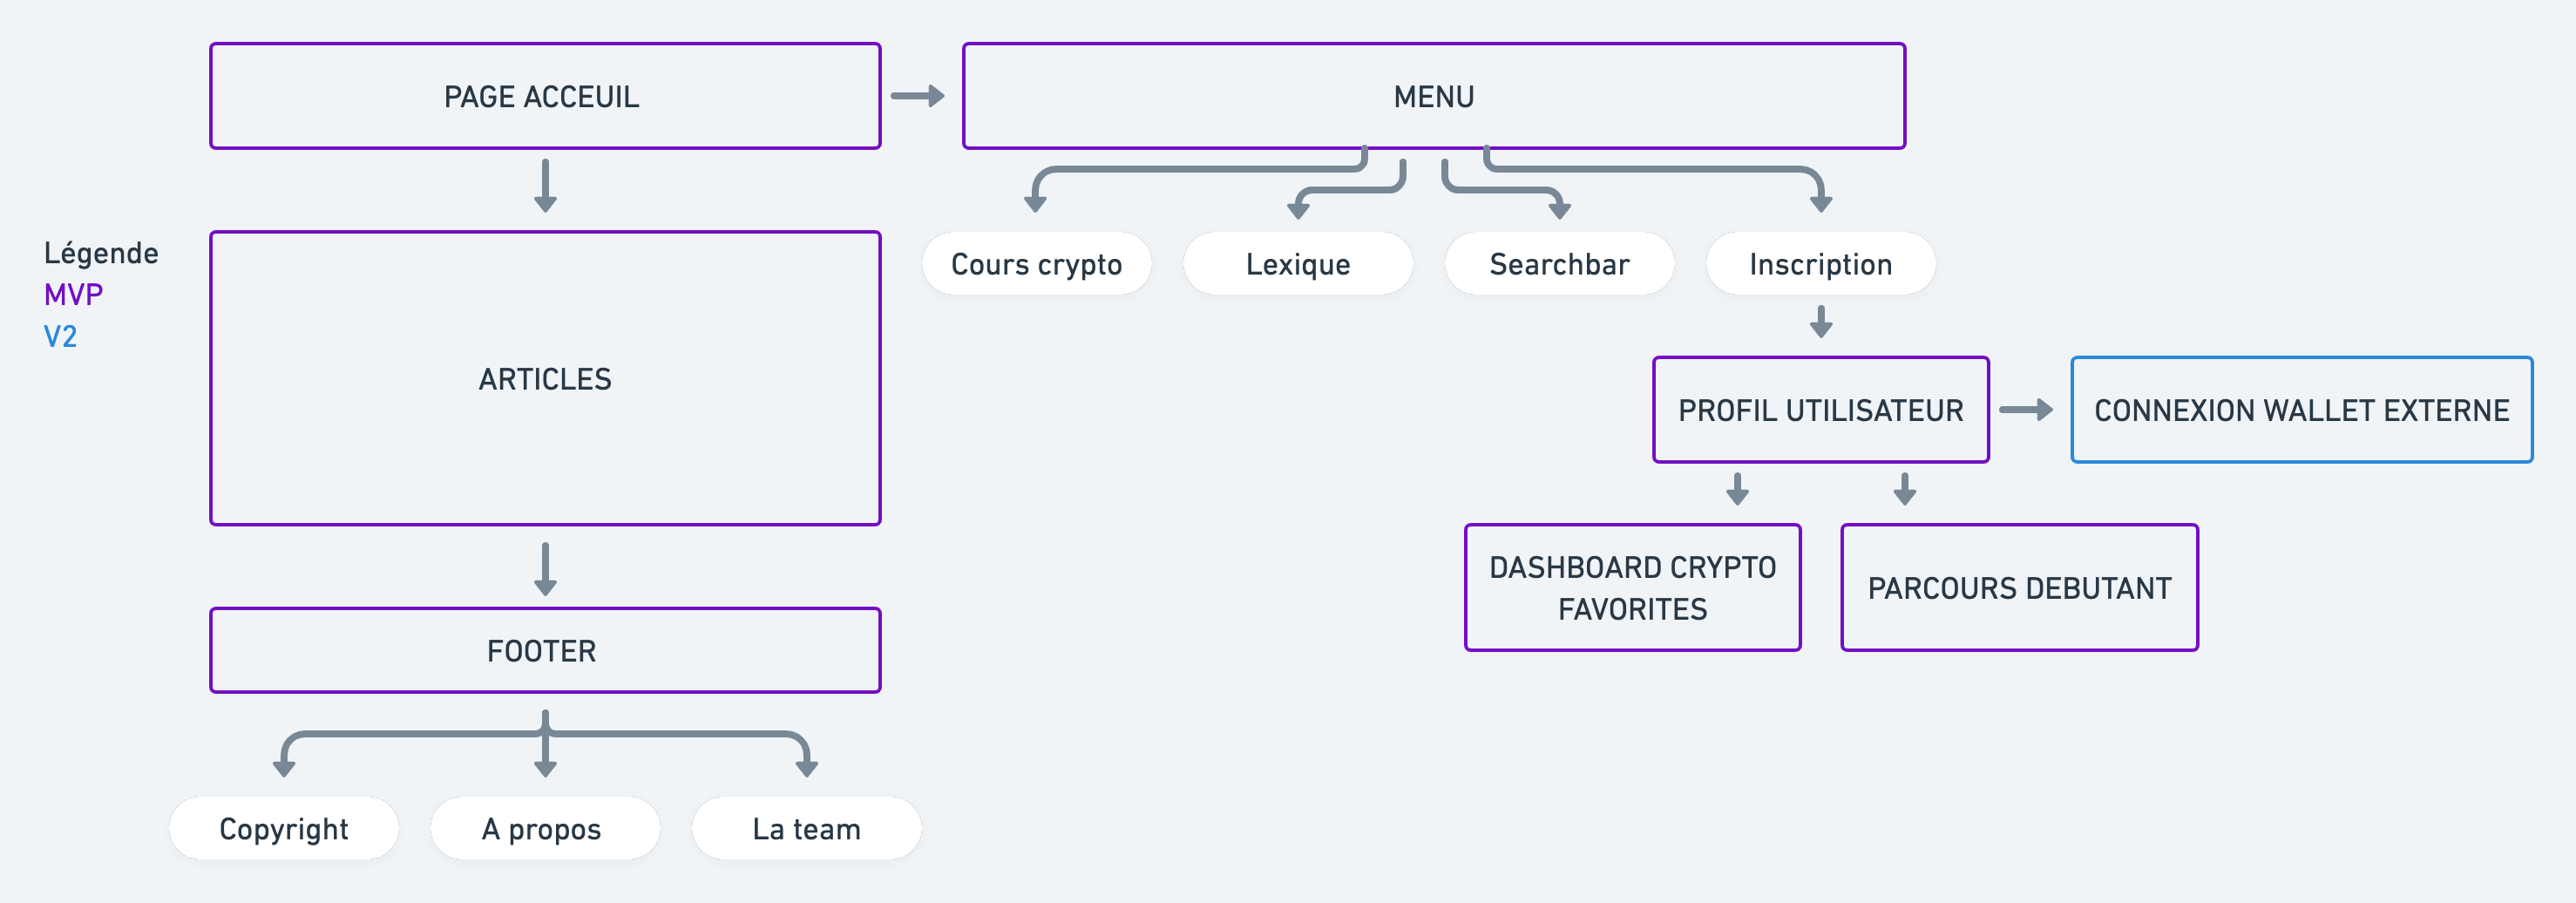 PAGE ACCEUIL
MENU
Légende
MVP
V2
ARTICLES
Cours crypto
Lexique
Searchbar
Inscription
PROFIL UTILISATEUR
CONNEXION WALLET EXTERNE
DASHBOARD CRYPTO
FAVORITES
PARCOURS DEBUTANT
FOOTER
Copyright
A propos
La team